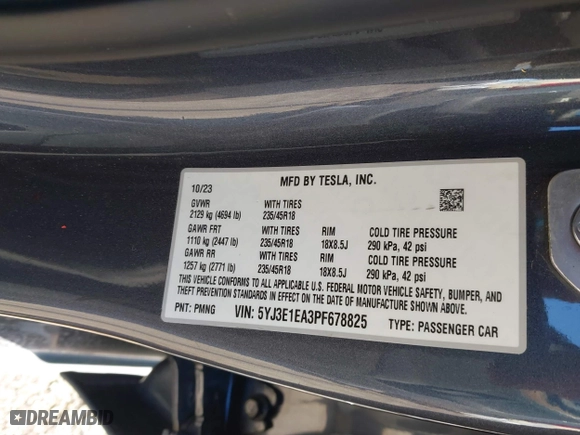 MFD BY TESLA, INC.
10/23
GVWR WITH TIRES
2129 kg (4694 lb) 235/45R18
GAWR FRT WITH TIRES RIM COLD TIRE PRESSURE
1110 kg (2447 lb) 235/45R18 18X8.5J 290 kPa, 42 psi
GAWR RR WITH TIRES RIM COLD TIRE PRESSURE
1257 kg (2771 lb) 235/45R18 18X8.5J 290 kPa, 42 psi
THIS VEHICLE CONFORMS TO ALL APPLICABLE U.S. FEDERAL MOTOR VEHICLE SAFETY, BUMPER, AND
THEFT PREVENTION STANDARDS IN EFFECT ON THE DATE OF MANUFACTURE SHOWN ABOVE.
PNT: PMNG VIN: 5YJ3E1EA3PF678825 TYPE: PASSENGER CAR
DREAMBID